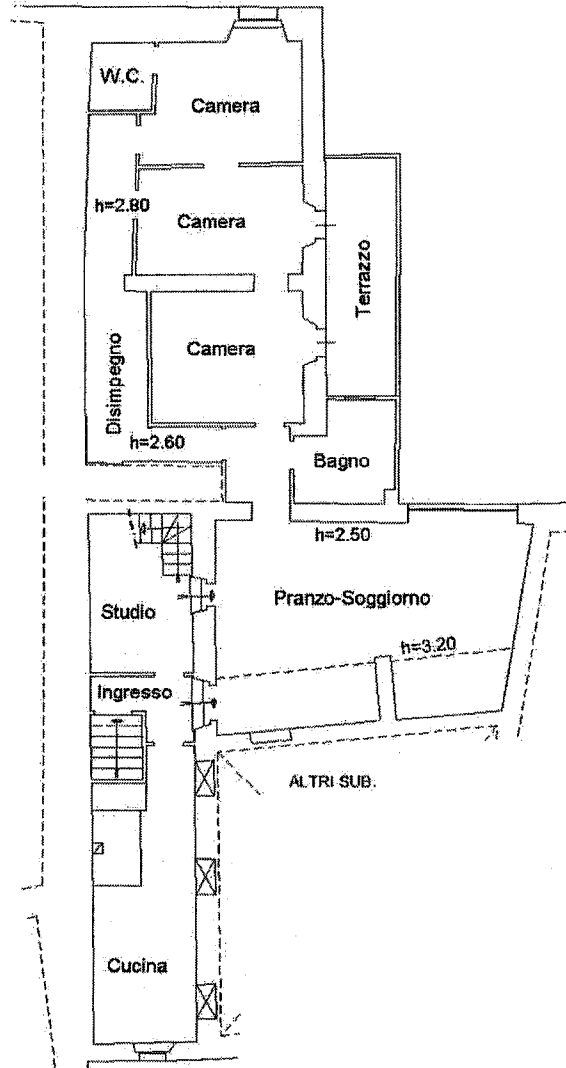 W.C.
Camera
h=2.80
Camera
Terrazzo
Camera
Disimpegno
h=2.60
Bagno
h=2.50
Pranzo-Soggiorno
Studio
h=3.20
Ingresso
ALTRI SUB.
Cucina